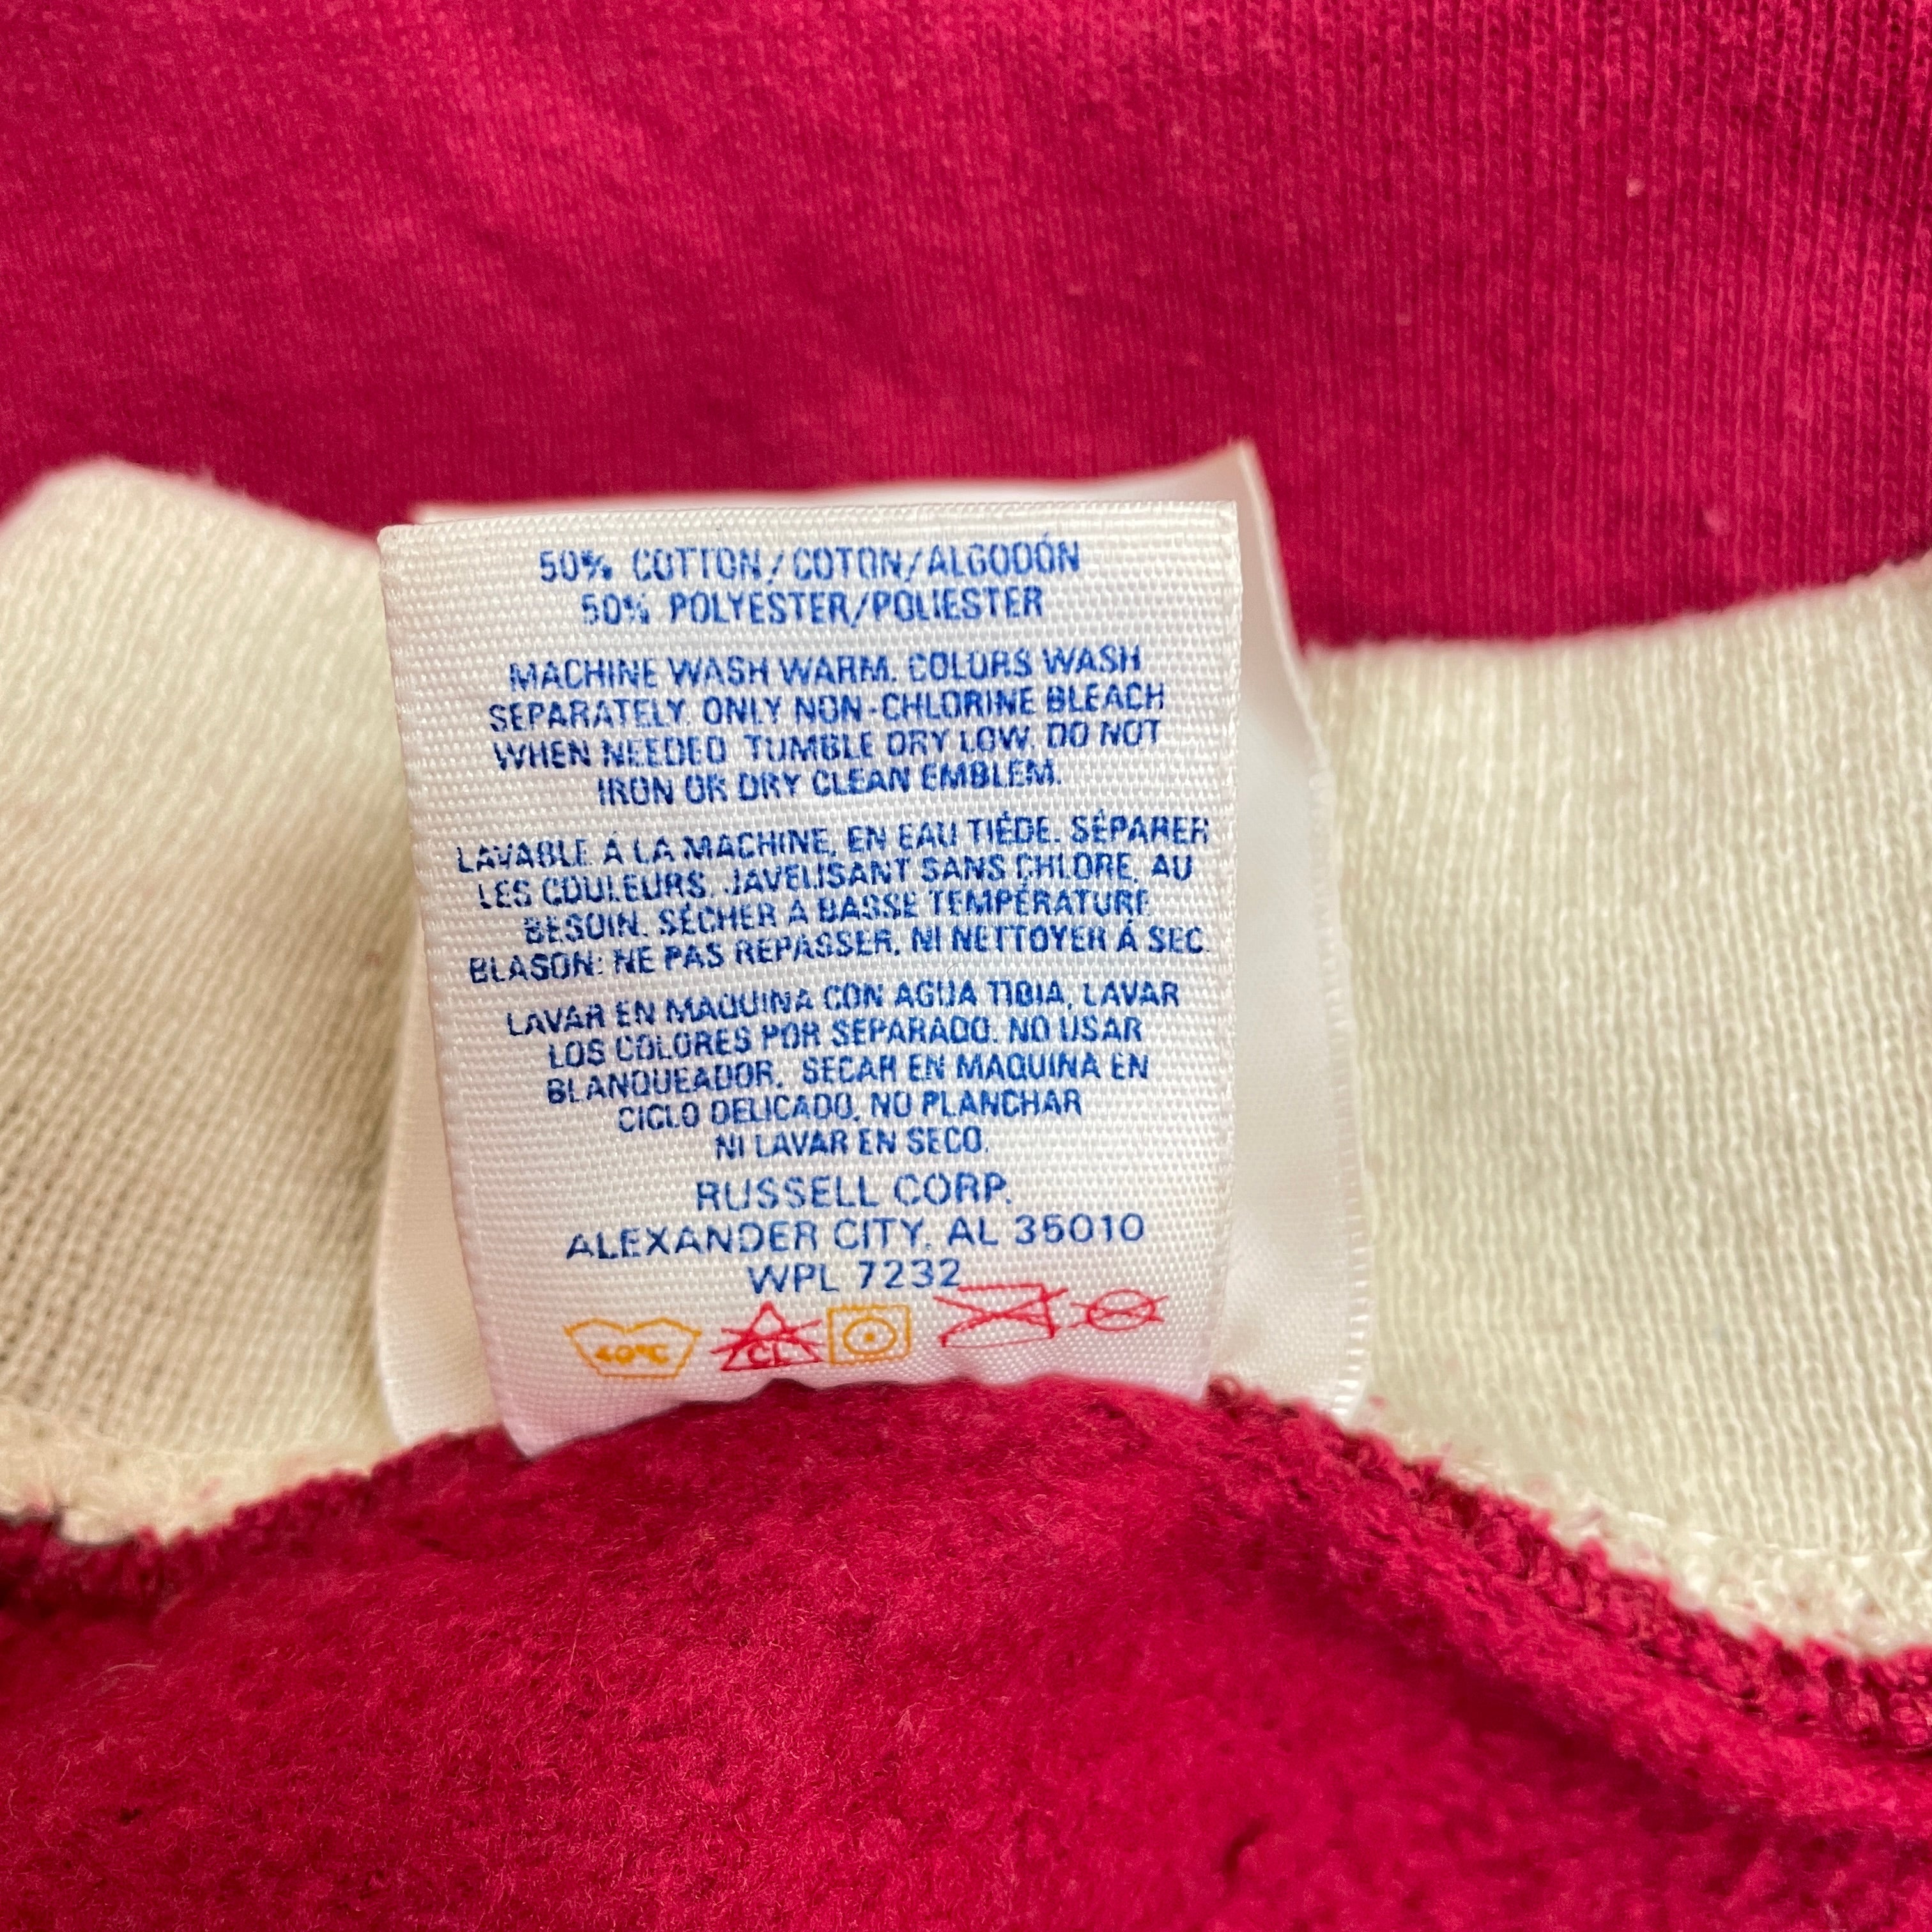 50% COTTON/COTON/ALGODÓN
50% POLYESTER/POLIESTER
MACHINE WASH WARM. COLORS WASH
SEPARATELY. ONLY NON-CHLORINE BLEACH
WHEN NEEDED. TUMBLE DRY LOW. DO NOT
IRON OR DRY CLEAN EMBLEM.
LAVABLE Á LA MACHINE, EN EAU TIÉDE. SÉPARER
LES COULEURS. JAVELISANT SANS CHLORE, AU
BESOIN. SÉCHER A BASSE TEMPÉRATURE
BLASON: NE PAS REPASSER, NI NETTOYER Á SEC.
LAVAR EN MAQUINA CON AGUA TIBIA, LAVAR
LOS COLORES POR SEPARADO. NO USAR
BLANQUEADOR. SECAR EN MAQUINA EN
CICLO DELICADO, NO PLANCHAR
NI LAVAR EN SECO.
RUSSELL CORP.
ALEXANDER CITY, AL 35010
WPL 7232
40°C CL